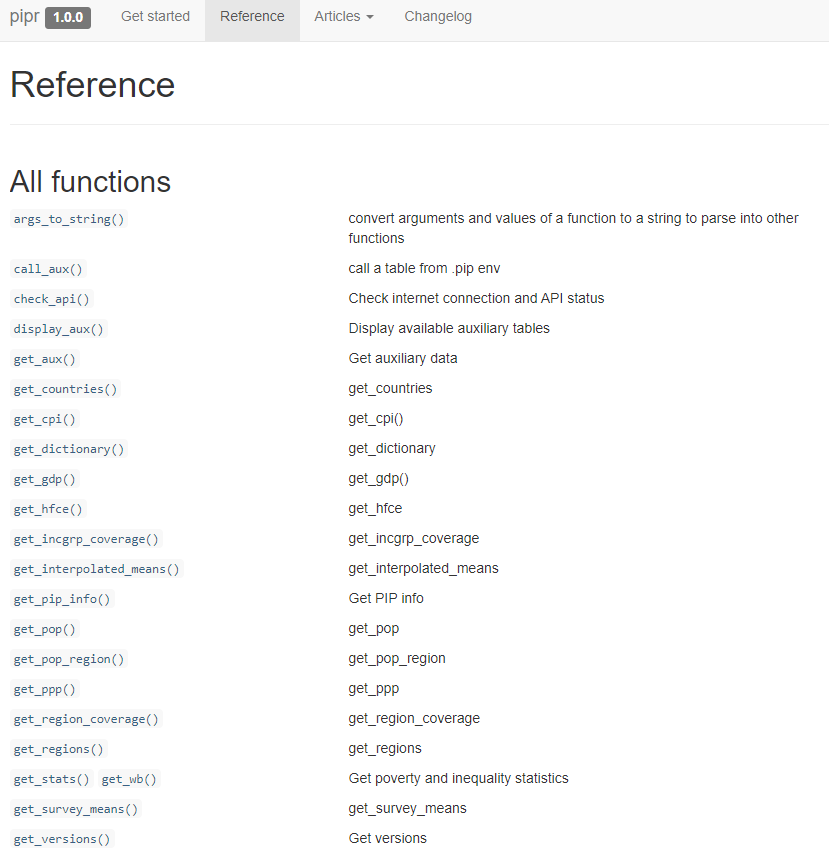 pipr 1.0.0 Get started Reference Articles Changelog
Reference
All functions
args_to_string() convert arguments and values of a function to a string to parse into other
functions
call_aux() call a table from .pip env
check_api() Check internet connection and API status
display_aux() Display available auxiliary tables
get_aux() Get auxiliary data
get_countries() get_countries
get_cpi() get_cpi()
get_dictionary() get_dictionary
get_gdp() get_gdp()
get_hfce() get_hfce
get_incgrp_coverage() get_incgrp_coverage
get_interpolated_means() get_interpolated_means
get_pip_info() Get PIP info
get_pop() get_pop
get_pop_region() get_pop_region
get_ppp() get_ppp
get_region_coverage() get_region_coverage
get_regions() get_regions
get_stats() get_wb() Get poverty and inequality statistics
get_survey_means() get_survey_means
get_versions() Get versions